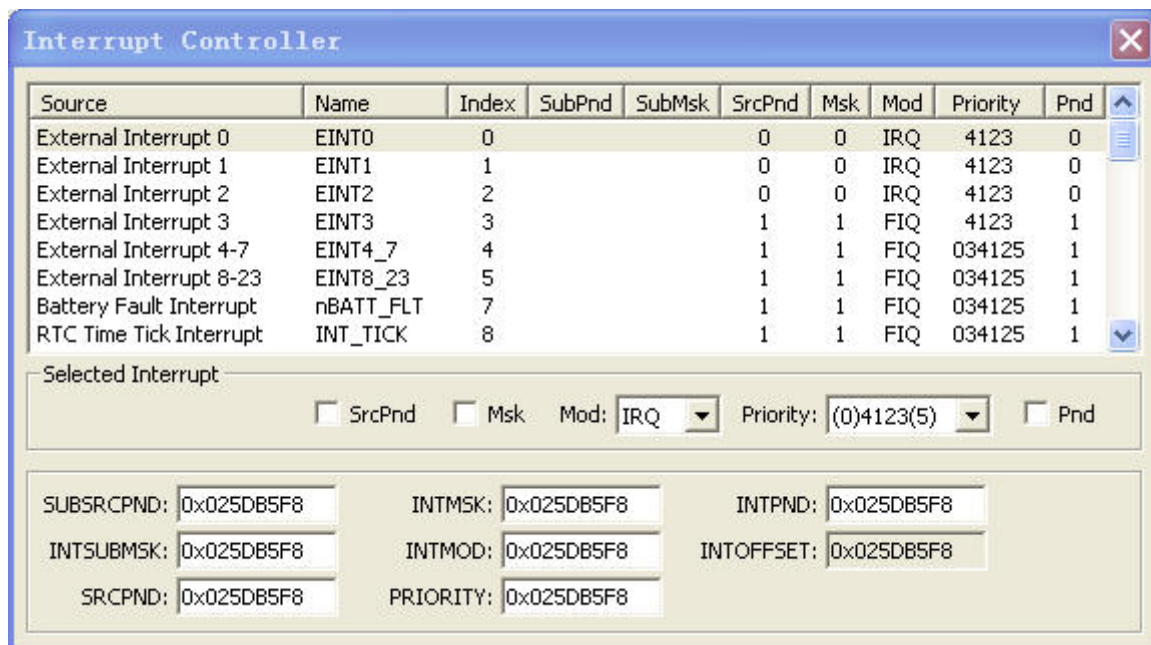 Interrupt Controller
Source Name Index SubPnd SubMsk SrcPnd Msk Mod Priority Pnd
External Interrupt 0 EINT0 0 0 0 IRQ 4123 0
External Interrupt 1 EINT1 1 0 0 IRQ 4123 0
External Interrupt 2 EINT2 2 0 0 IRQ 4123 0
External Interrupt 3 EINT3 3 1 1 FIQ 4123 1
External Interrupt 4-7 EINT4_7 4 1 1 FIQ 034125 1
External Interrupt 8-23 EINT8_23 5 1 1 FIQ 034125 1
Battery Fault Interrupt nBATT_FLT 7 1 1 FIQ 034125 1
RTC Time Tick Interrupt INT_TICK 8 1 1 FIQ 034125 1
Selected Interrupt
SrcPnd Msk Mod: IRQ Priority: (0)4123(5) Pnd
SUBSRCPND: 0x025DB5F8 INTMSK: 0x025DB5F8 INTPND: 0x025DB5F8
INTSUBMSK: 0x025DB5F8 INTMOD: 0x025DB5F8 INTOFFSET: 0x025DB5F8
SRCPND: 0x025DB5F8 PRIORITY: 0x025DB5F8